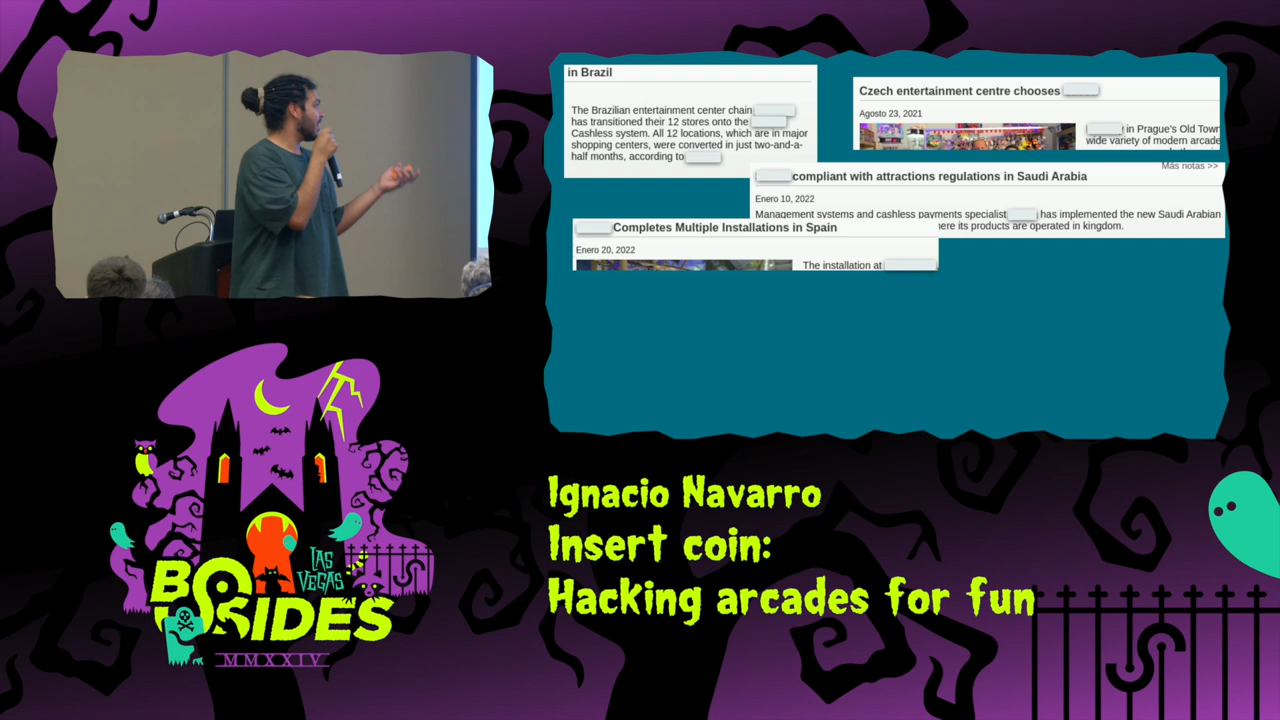 in Brazil
The Brazilian entertainment center chain
has transitioned their 12 stores onto the
Cashless system. All 12 locations, which are in major
shopping centers, were converted in just two-and-a-
half months, according to
Czech entertainment centre chooses
Agosto 23, 2021
in Prague's Old Town
wide variety of modern arcade
Más notas >>
compliant with attractions regulations in Saudi Arabia
Enero 10, 2022
Management systems and cashless payments specialist has implemented the new Saudi Arabian
here its products are operated in kingdom.
Completes Multiple Installations in Spain
Enero 20, 2022
The installation at
Ignacio Navarro
Insert coin:
Hacking arcades for fun
LAS
VEGAS
BSIDES
MMXXIV